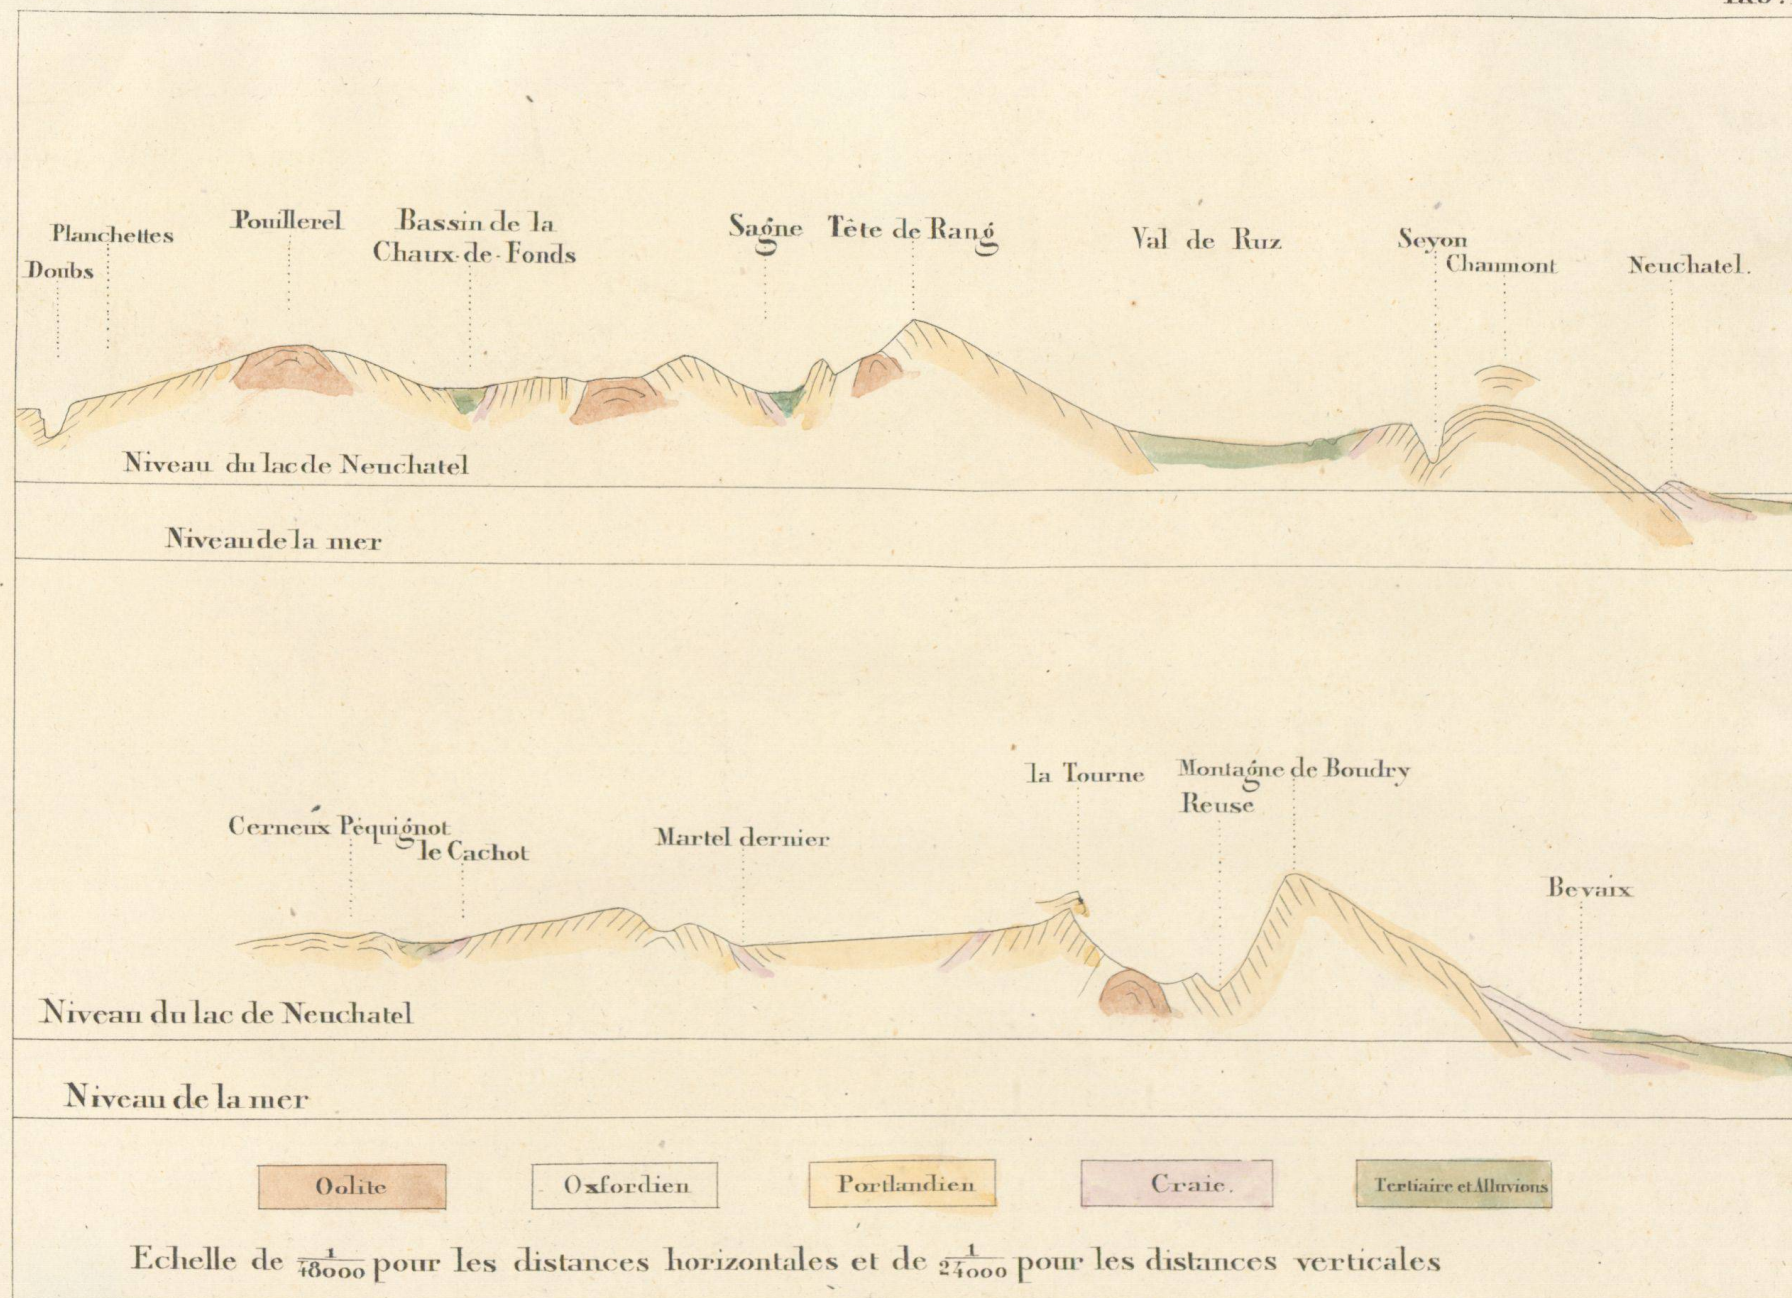 Planchettes
Doubs
Pouillerel
Bassin de la
Chaux-de-Fonds
Sagne
Tête de Rang
Val de Ruz
Seyon
Chaumont
Neuchatel.
Niveau du lac de Neuchatel
Niveau de la mer
Cerneux Péquignot
le Cachot
Martel dernier
la Tourne
Montagne de Boudry
Reuse
Bevaix
Niveau du lac de Neuchatel
Niveau de la mer
Oolite
Oxfordien
Portlandien
Craie.
Tertiaire et Alluvions
Echelle de 1/48000 pour les distances horizontales et de 1/24000 pour les distances verticales